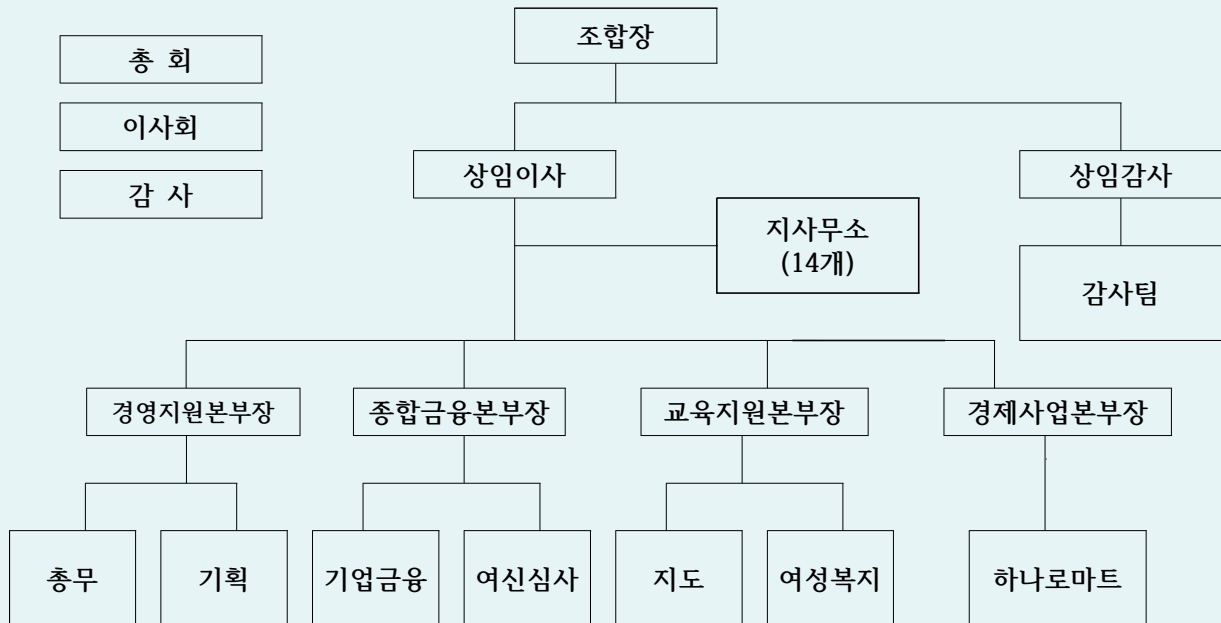 조합장
총 회
이사회
감 사
상임이사
상임감사
지사무소
(14개)
감사팀
경영지원본부장
종합금융본부장
교육지원본부장
경제사업본부장
총무
기획
기업금융
여신심사
지도
여성복지
하나로마트